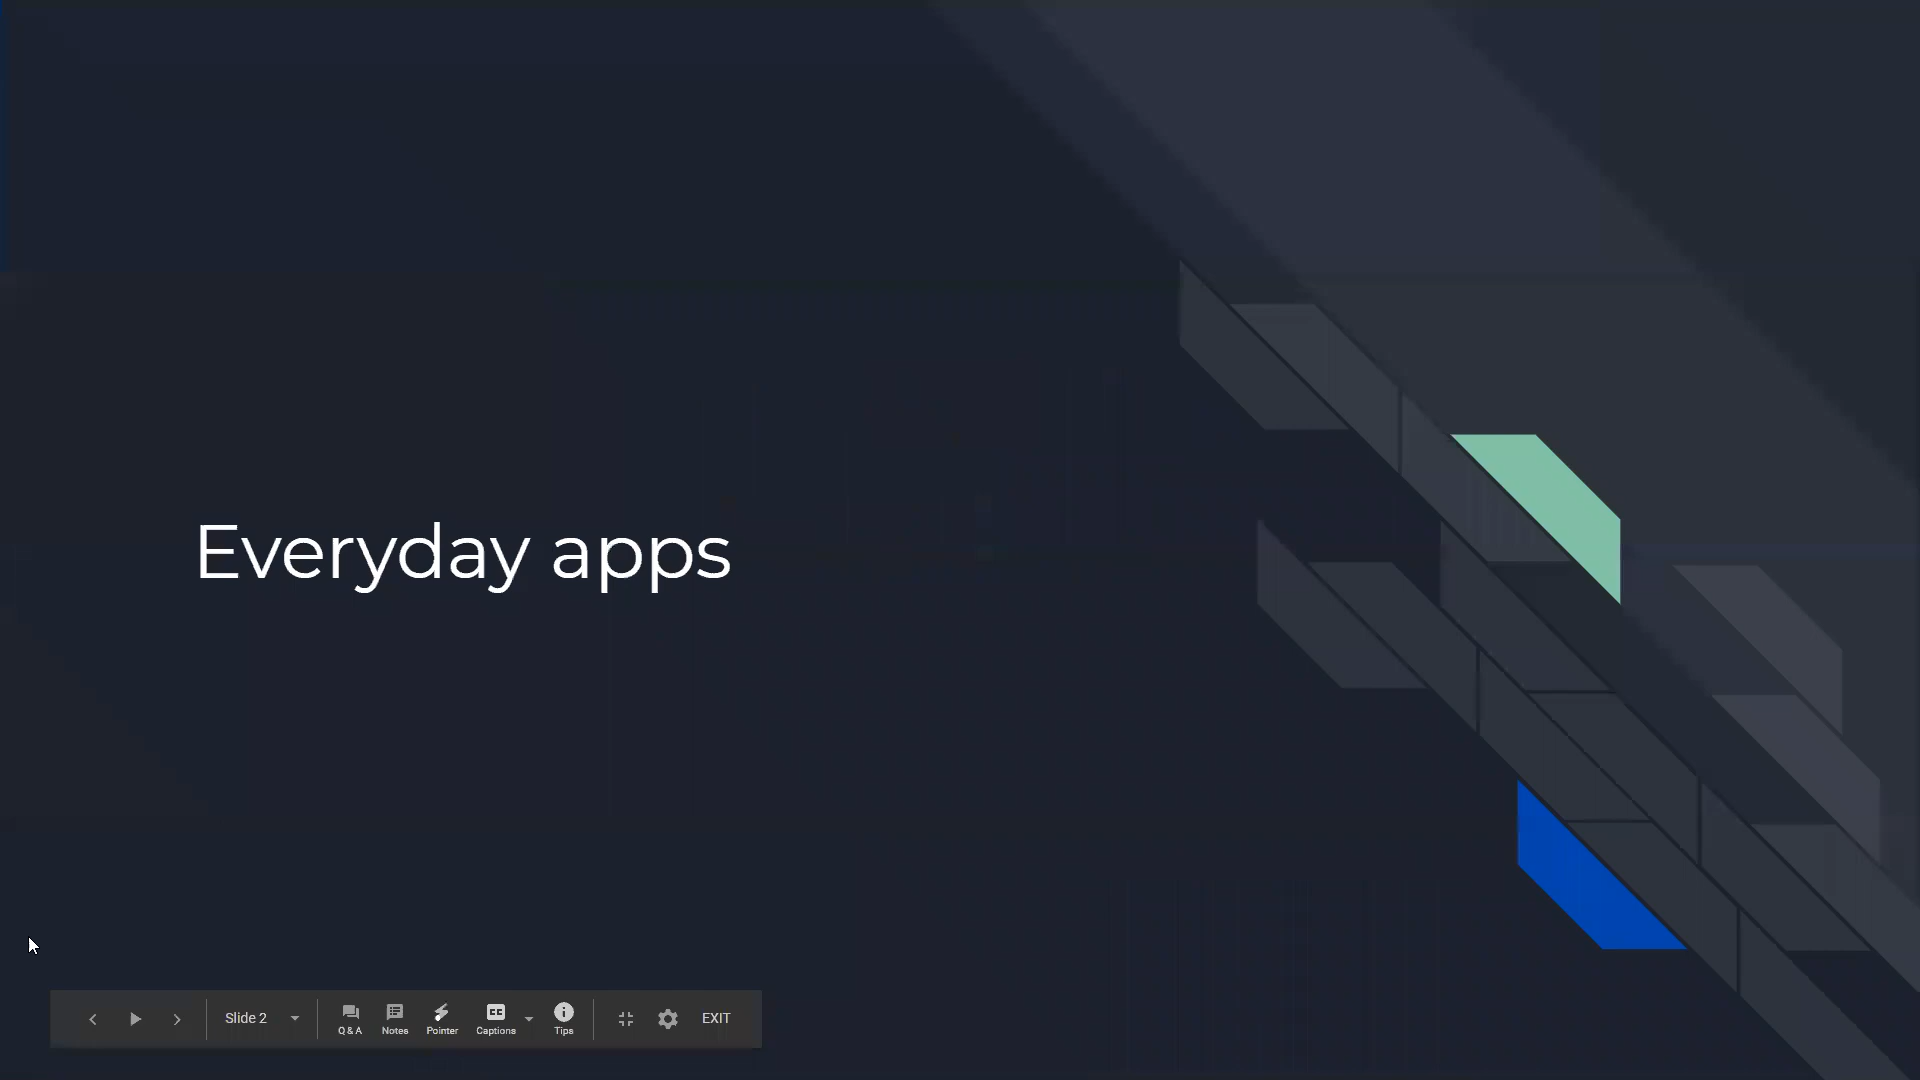 Everyday apps
Slide 2
Q & A
Notes
Pointer
Captions
Tips
EXIT